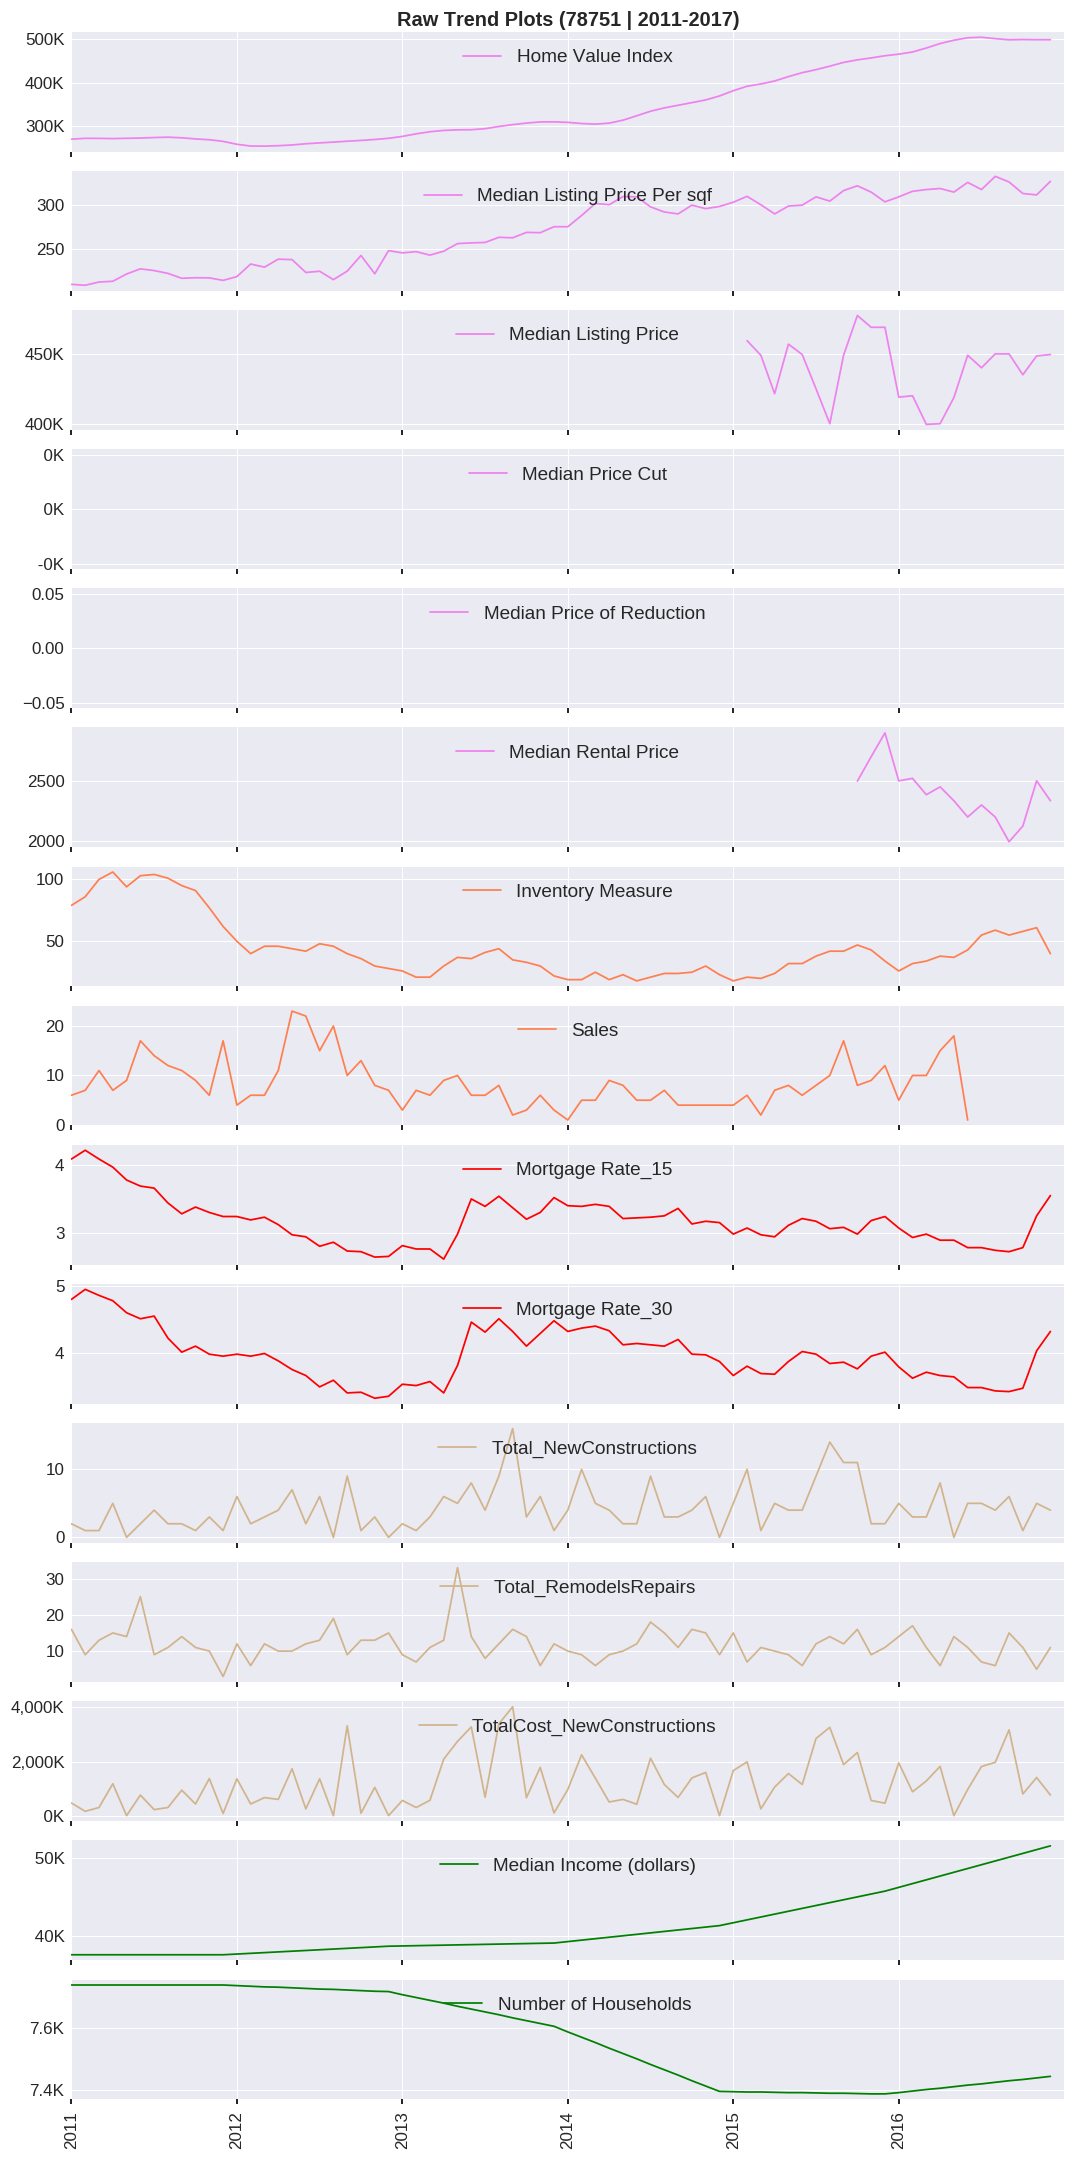 Raw Trend Plots (78751 | 2011-2017)
500K
Home Value Index
400K
300K
Median Listing Price Per sqf
300
250
Median Listing Price
450K
400K
0K
Median Price Cut
0K
-0K
0.05
Median Price of Reduction
0.00
−0.05
Median Rental Price
2500
2000
100
Inventory Measure
50
20
Sales
10
0
4
Mortgage Rate_15
3
5
Mortgage Rate_30
4
Total_NewConstructions
10
0
30
Total_RemodelsRepairs
20
10
4,000K
TotalCost_NewConstructions
2,000K
0K
50K
Median Income (dollars)
40K
Number of Households
7.6K
7.4K
2011
2012
2013
2014
2015
2016